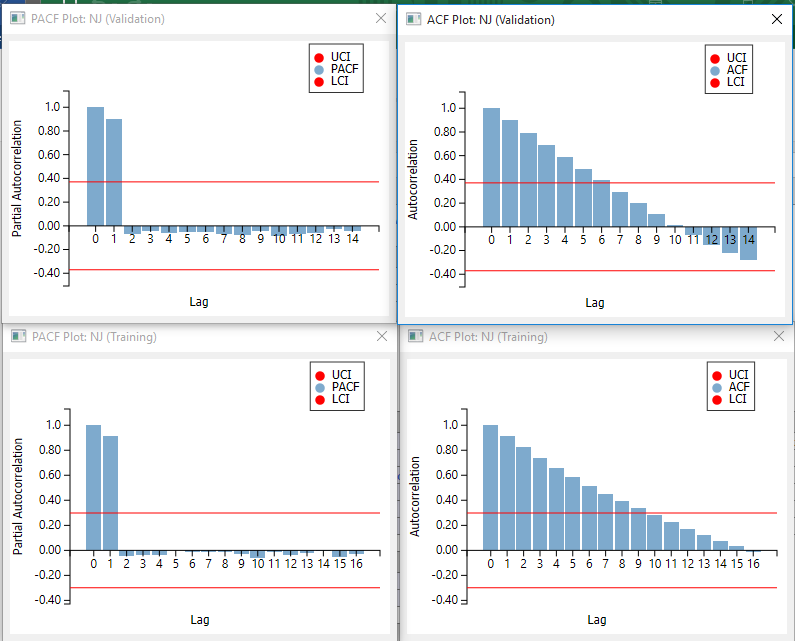 PACF Plot: NJ (Validation)
UCI
PACF
LCI
1.0
0.80
0.60
0.40
0.20
0.00
-0.20
-0.40
Partial Autocorrelation
0 1 2 3 4 5 6 7 8 9 10 11 12 13 14
Lag
ACF Plot: NJ (Validation)
UCI
ACF
LCI
1.0
0.80
0.60
0.40
0.20
0.00
-0.20
-0.40
Autocorrelation
0 1 2 3 4 5 6 7 8 9 10 11 12 13 14
Lag
PACF Plot: NJ (Training)
UCI
PACF
LCI
1.0
0.80
0.60
0.40
0.20
0.00
-0.20
-0.40
Partial Autocorrelation
0 1 2 3 4 5 6 7 8 9 10 11 12 13 14 15 16
Lag
ACF Plot: NJ (Training)
UCI
ACF
LCI
1.0
0.80
0.60
0.40
0.20
0.00
-0.20
-0.40
Autocorrelation
0 1 2 3 4 5 6 7 8 9 10 11 12 13 14 15 16
Lag